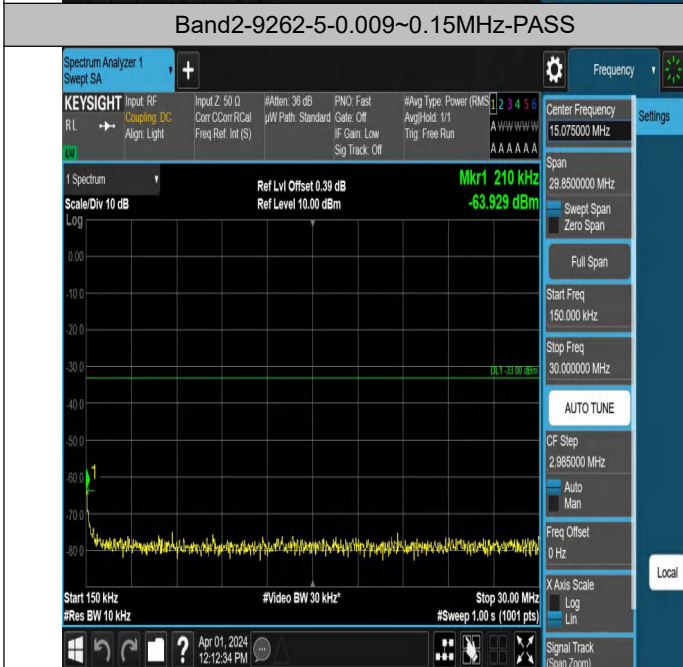 Band2-9262-5-0.009~0.15MHz-PASS
Spectrum Analyzer 1
Swept SA
+
Frequency
KEYSIGHT
RL
Input: RF
Coupling: DC
Align: Light
Input Z: 50 Ω
Corr CCorr RCal
Freq Ref: Int (S)
#Atten: 36 dB
µW Path: Standard
PNO: Fast
Gate: Off
IF Gain: Low
Sig Track: Off
#Avg Type: Power (RMS
Avg|Hold: 1/1
Trig: Free Run
1 2 3 4 5 6
A W W W W W
A A A A A A
1 Spectrum
Scale/Div 10 dB
Log
Ref Lvl Offset 0.39 dB
Ref Level 10.00 dBm
Mkr1 210 kHz
-63.929 dBm
0.00
-10.0
-20.0
-30.0
DL1 -33.00 dBm
-40.0
-50.0
-60.0
1
-70.0
-80.0
Start 150 kHz
#Res BW 10 kHz
#Video BW 30 kHz*
Stop 30.00 MHz
#Sweep 1.00 s (1001 pts)
Center Frequency
15.075000 MHz
Settings
Span
29.8500000 MHz
Swept Span
Zero Span
Full Span
Start Freq
150.000 kHz
Stop Freq
30.000000 MHz
AUTO TUNE
CF Step
2.985000 MHz
Auto
Man
Freq Offset
0 Hz
Local
X Axis Scale
Log
Lin
Signal Track
(Span Zoom)
?
Apr 01, 2024
12:12:34 PM